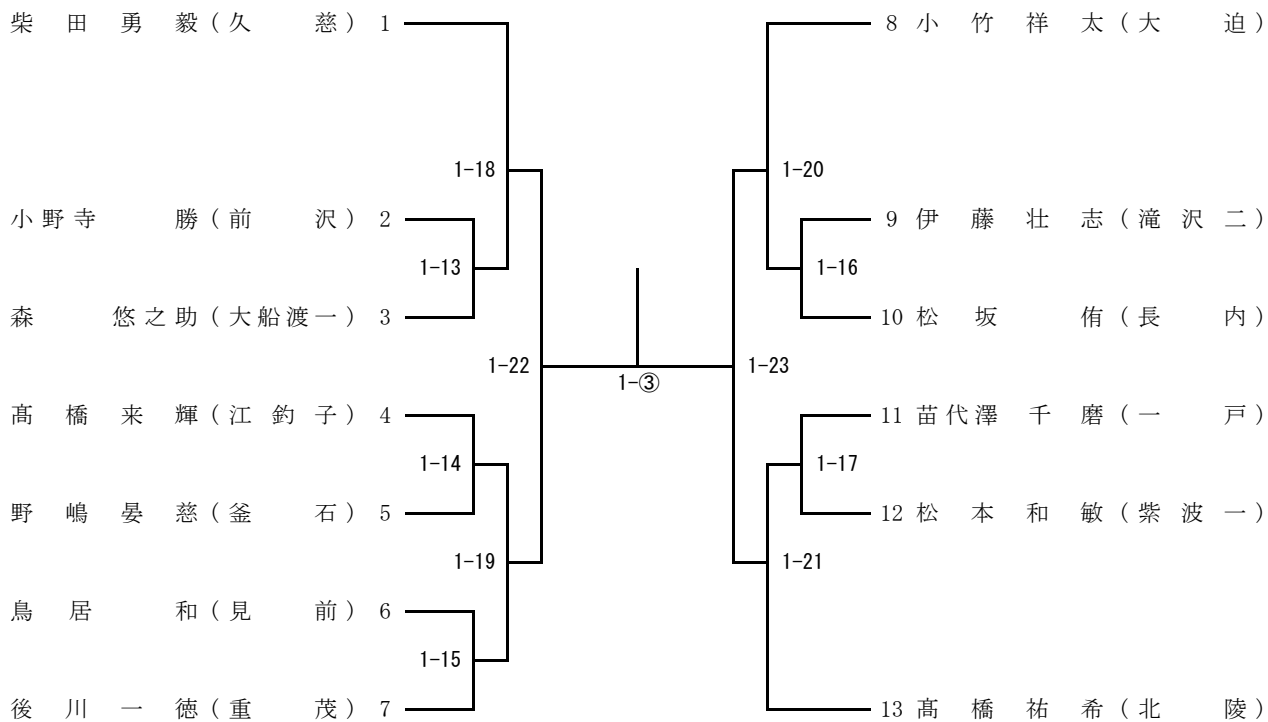 柴田勇毅（久慈） 1
8 小竹祥太（大迫）
1-18
1-20
小野寺勝（前沢） 2
9 伊藤壮志（滝沢二）
1-13
1-16
森悠之助（大船渡一） 3
10 松坂侑（長内）
1-22
1-23
1-③
髙橋来輝（江釣子） 4
11 苗代澤千磨（一戸）
1-14
1-17
野嶋晏慈（釜石） 5
12 松本和敏（紫波一）
1-19
1-21
鳥居和（見前） 6
1-15
後川一徳（重茂） 7
13 髙橋祐希（北陵）